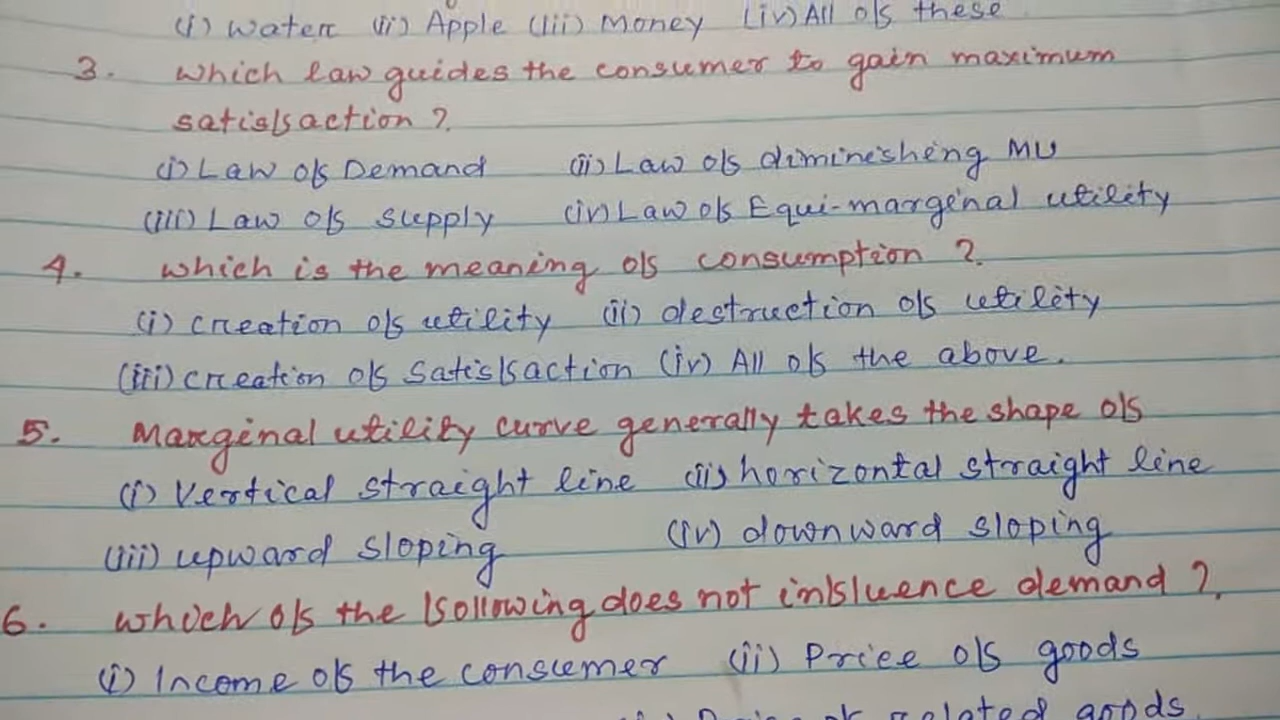 (i) Water (ii) Apple (iii) Money (iv) All of these
3. Which law guides the consumer to gain maximum
satisfaction ?
(i) Law of Demand (ii) Law of diminishing MU
(iii) Law of supply (iv) Law of Equi-marginal utility
4. which is the meaning of consumption ?
(i) creation of utility (ii) destruction of utility
(iii) creation of satisfaction (iv) All of the above.
5. Marginal utility curve generally takes the shape of
(i) Vertical straight line (ii) horizontal straight line
(iii) upward sloping (iv) downward sloping
6. which of the following does not influence demand ?
(i) Income of the consumer (ii) Price of goods
related goods